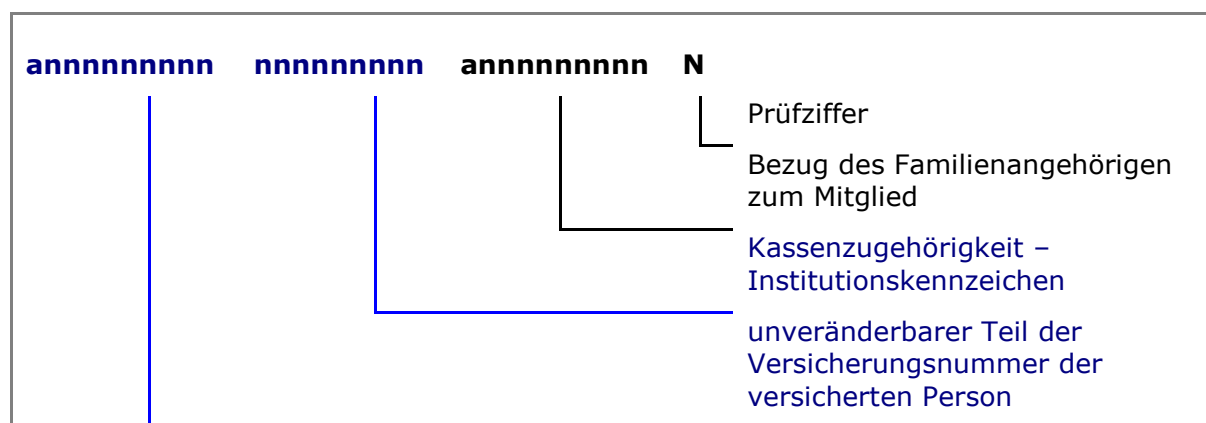 annnnnnnnn nnnnnnnnn annnnnnnnn N
Prüfziffer
Bezug des Familienangehörigen
zum Mitglied
Kassenzugehörigkeit –
Institutionskennzeichen
unveränderbarer Teil der
Versicherungsnummer der
versicherten Person